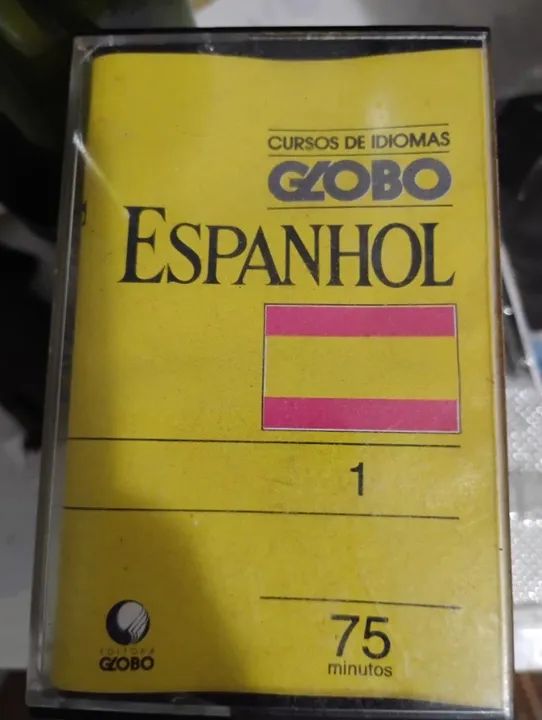 CURSOS DE IDIOMAS
GLOBO
ESPANHOL
1
75
minutos
EDITORA
GLOBO